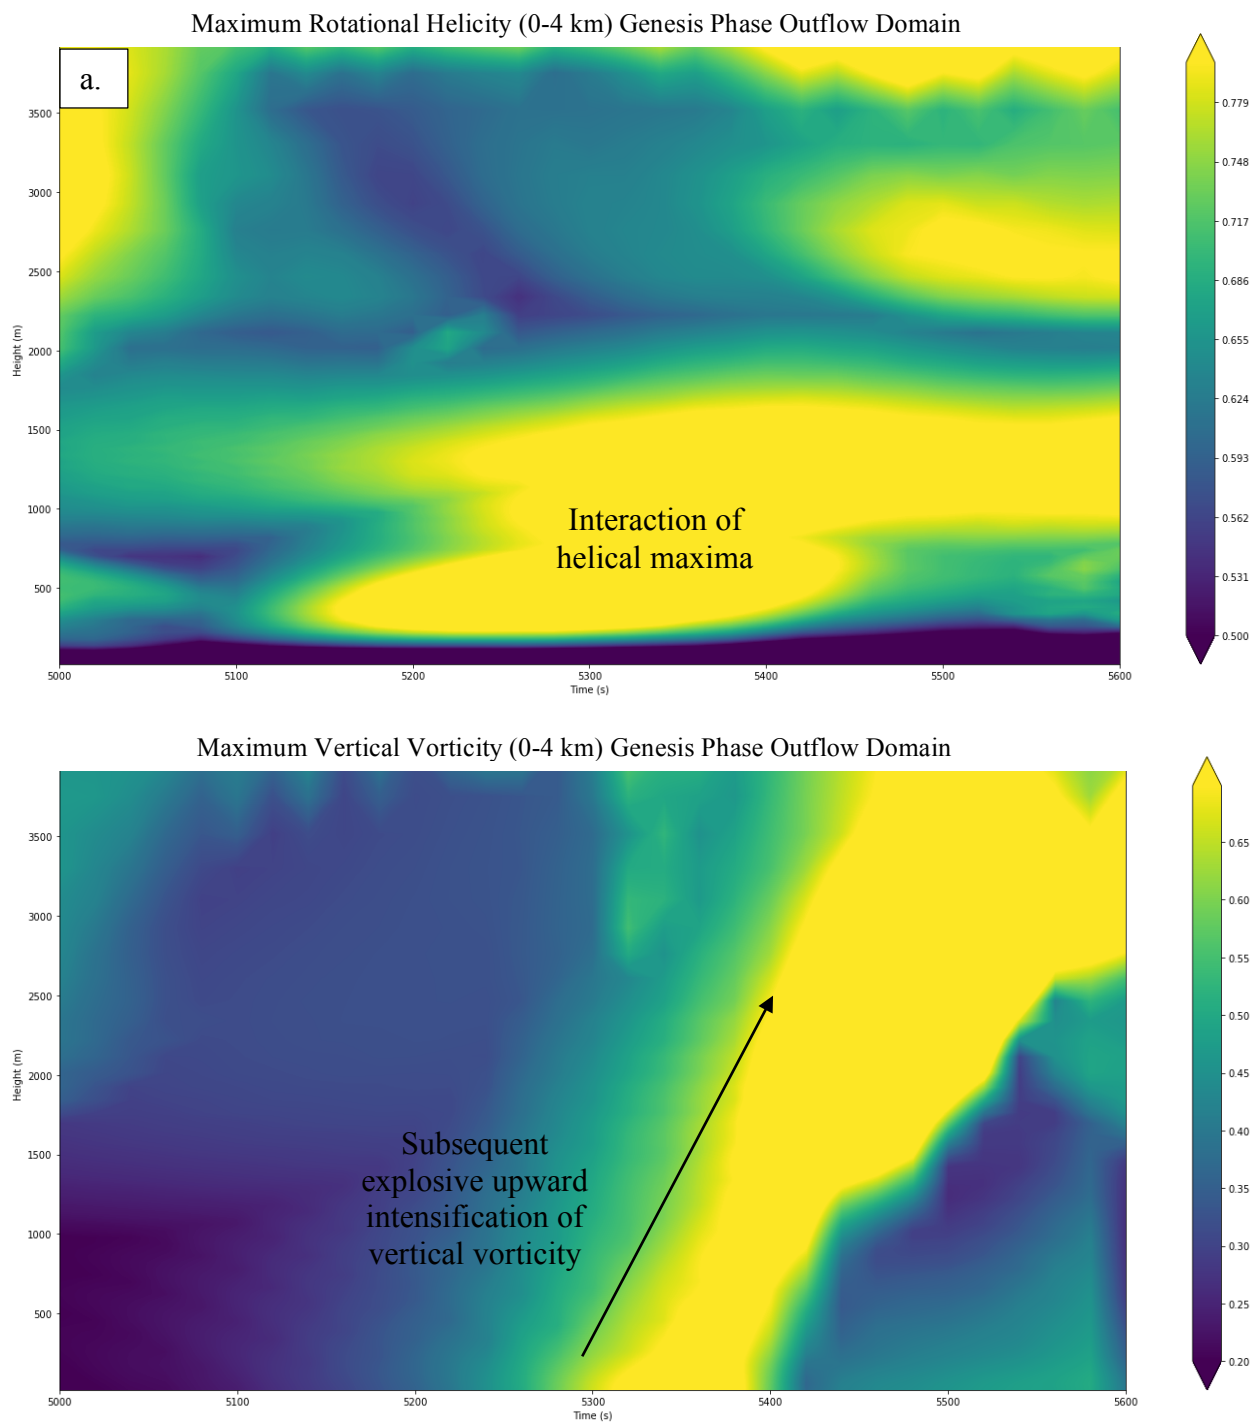 Maximum Rotational Helicity (0-4 km) Genesis Phase Outflow Domain
a.
3500
3000
2500
2000
1500
1000
500
Height (m)
Interaction of
helical maxima
5000 5100 5200 5300 5400 5500 5600
Time (s)
0.779
0.748
0.717
0.686
0.655
0.624
0.593
0.562
0.531
0.500
Maximum Vertical Vorticity (0-4 km) Genesis Phase Outflow Domain
3500
3000
2500
2000
1500
1000
500
Height (m)
Subsequent
explosive upward
intensification of
vertical vorticity
5000 5100 5200 5300 5400 5500 5600
Time (s)
0.65
0.60
0.55
0.50
0.45
0.40
0.35
0.30
0.25
0.20